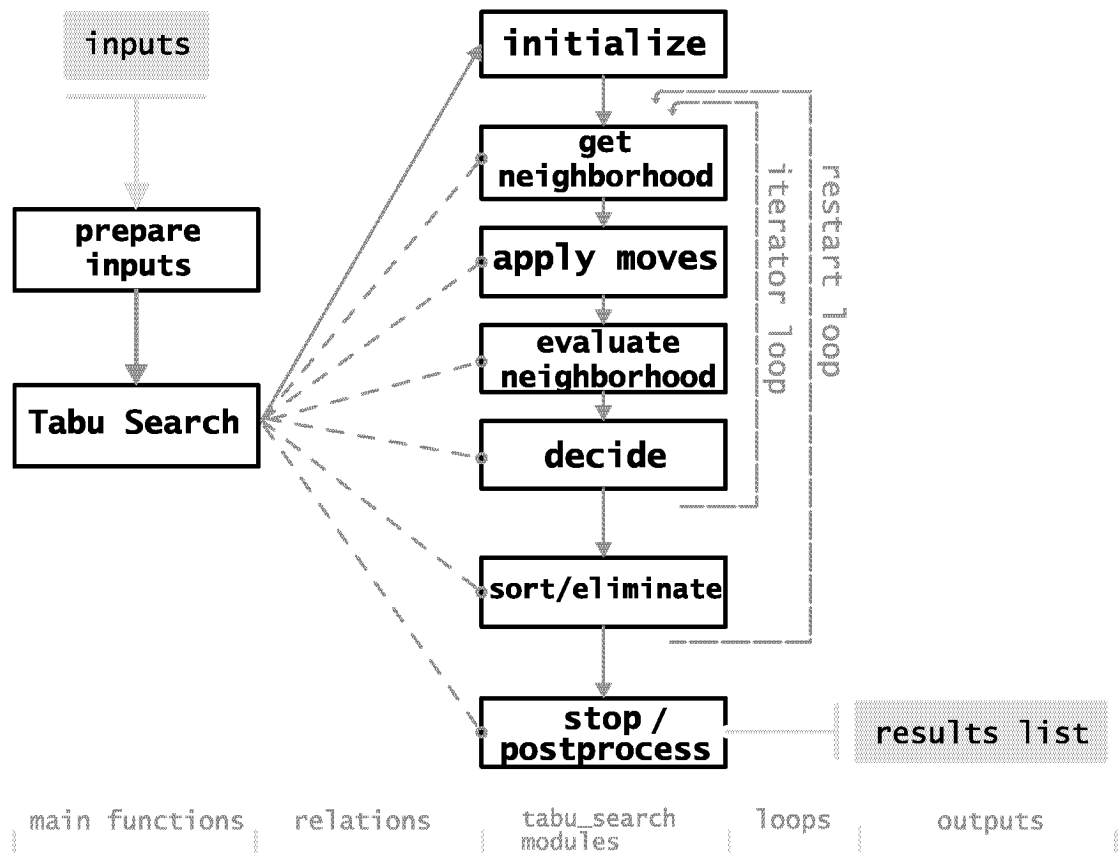 inputs
prepare
inputs
Tabu Search
initialize
get
neighborhood
apply moves
evaluate
neighborhood
decide
sort/eliminate
stop /
postprocess
iterator loop
restart loop
results list
main functions
relations
tabu_search
modules
loops
outputs